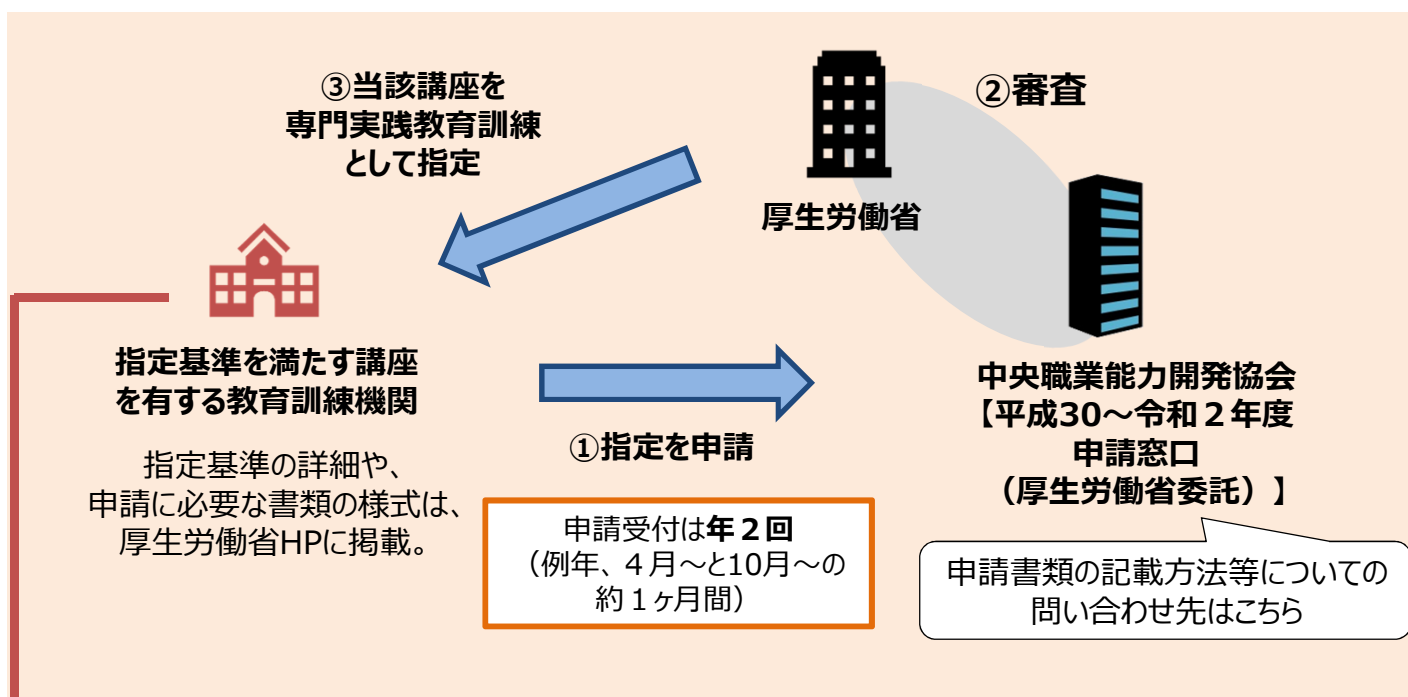 ③当該講座を
専門実践教育訓練
として指定
②審査
厚生労働省
指定基準を満たす講座
を有する教育訓練機関
指定基準の詳細や、
申請に必要な書類の様式は、
厚生労働省HPに掲載。
①指定を申請
申請受付は年２回
（例年、４月～と10月～の
約１ヶ月間）
中央職業能力開発協会
【平成30～令和２年度
申請窓口
（厚生労働省委託）】
申請書類の記載方法等についての
問い合わせ先はこちら